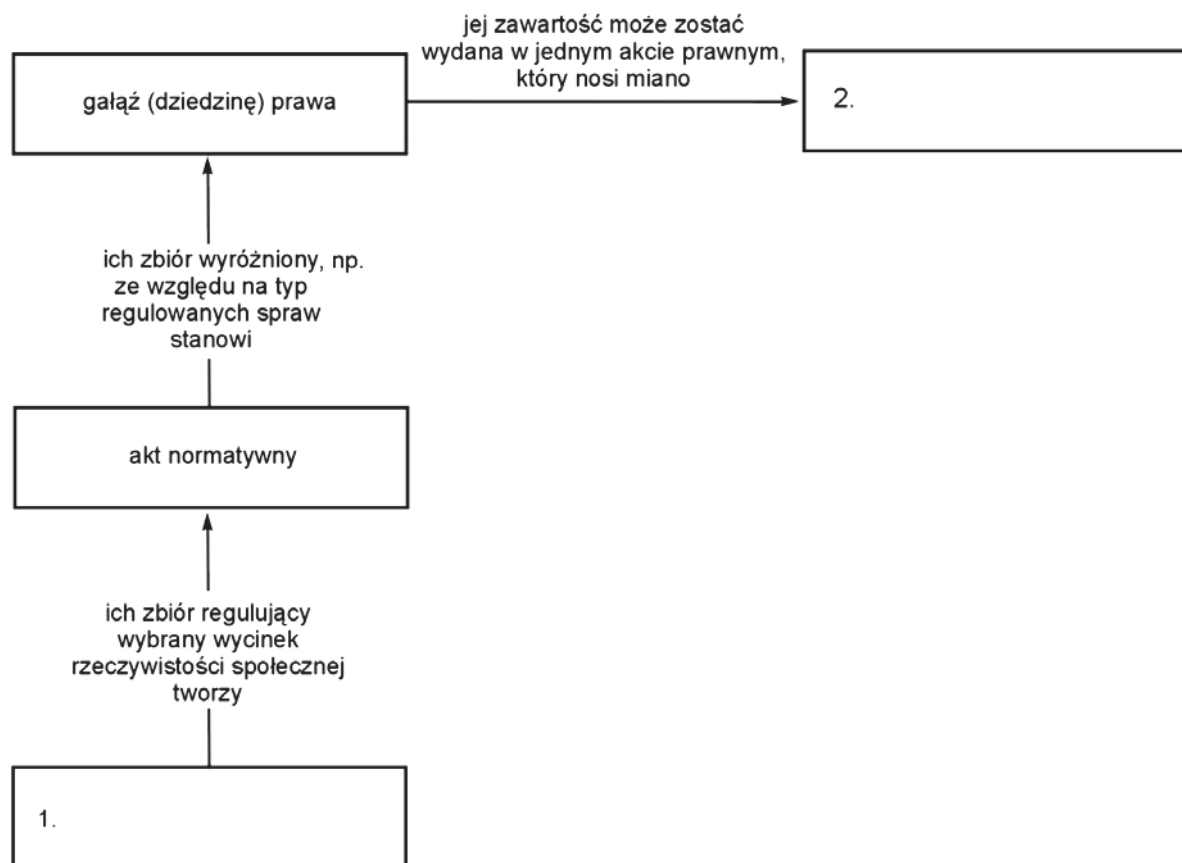 jej zawartość może zostać
wydana w jednym akcie prawnym,
który nosi miano
gałąź (dziedzinę) prawa
2.
ich zbiór wyróżniony, np.
ze względu na typ
regulowanych spraw
stanowi
akt normatywny
ich zbiór regulujący
wybrany wycinek
rzeczywistości społecznej
tworzy
1.